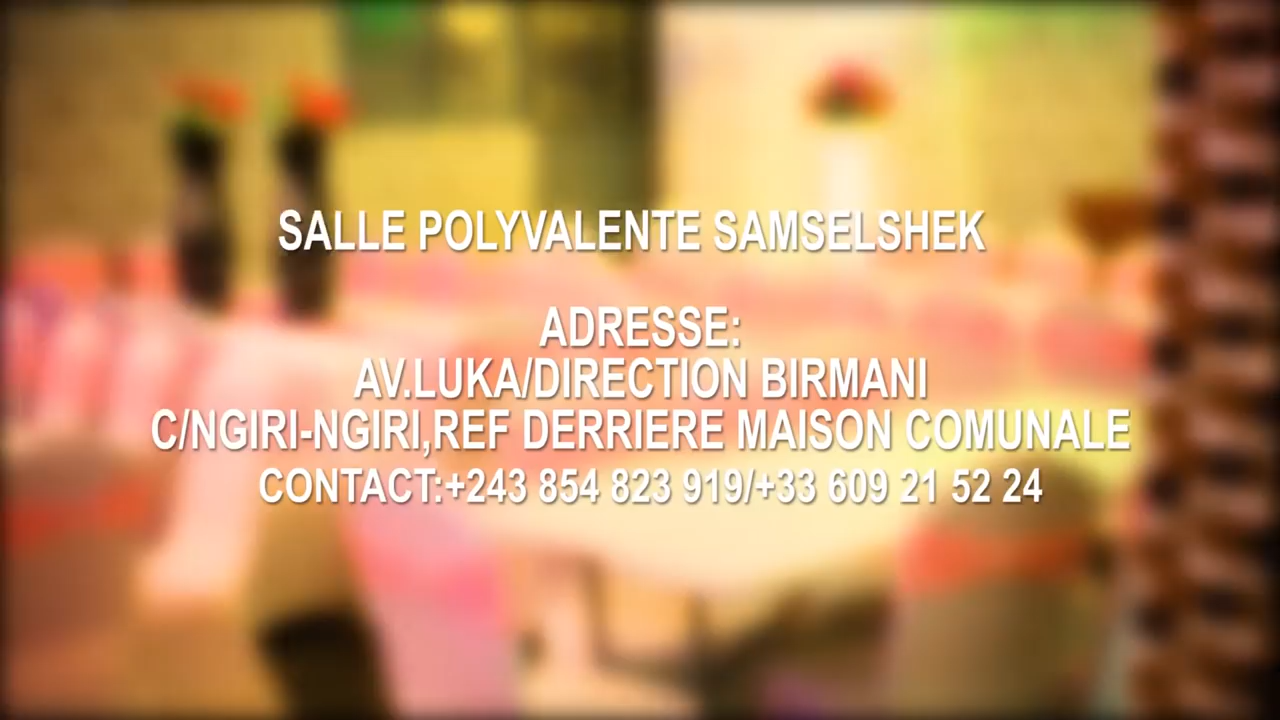 SALLE POLYVALENTE SAMSELSHEK
ADRESSE:
AV.LUKA/DIRECTION BIRMANI
C/NGIRI-NGIRI,REF DERRIERE MAISON COMUNALE
CONTACT:+243 854 823 919/+33 609 21 52 24